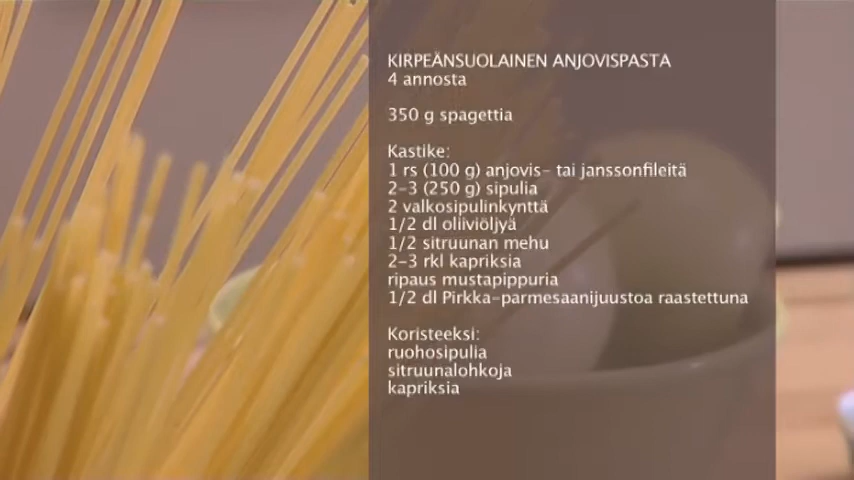 KIRPEÄNSUOLAINEN ANJOVISPASTA
4 annosta
350 g spagettia
Kastike:
1 rs (100 g) anjovis- tai janssonfileitä
2-3 (250 g) sipulia
2 valkosipulinkynttä
1/2 dl oliiviöljyä
1/2 sitruunan mehu
2-3 rkl kapriksia
ripaus mustapippuria
1/2 dl Pirkka-parmesaanijuustoa raastettuna
Koristeeksi:
ruohosipulia
sitruunalohkoja
kapriksia